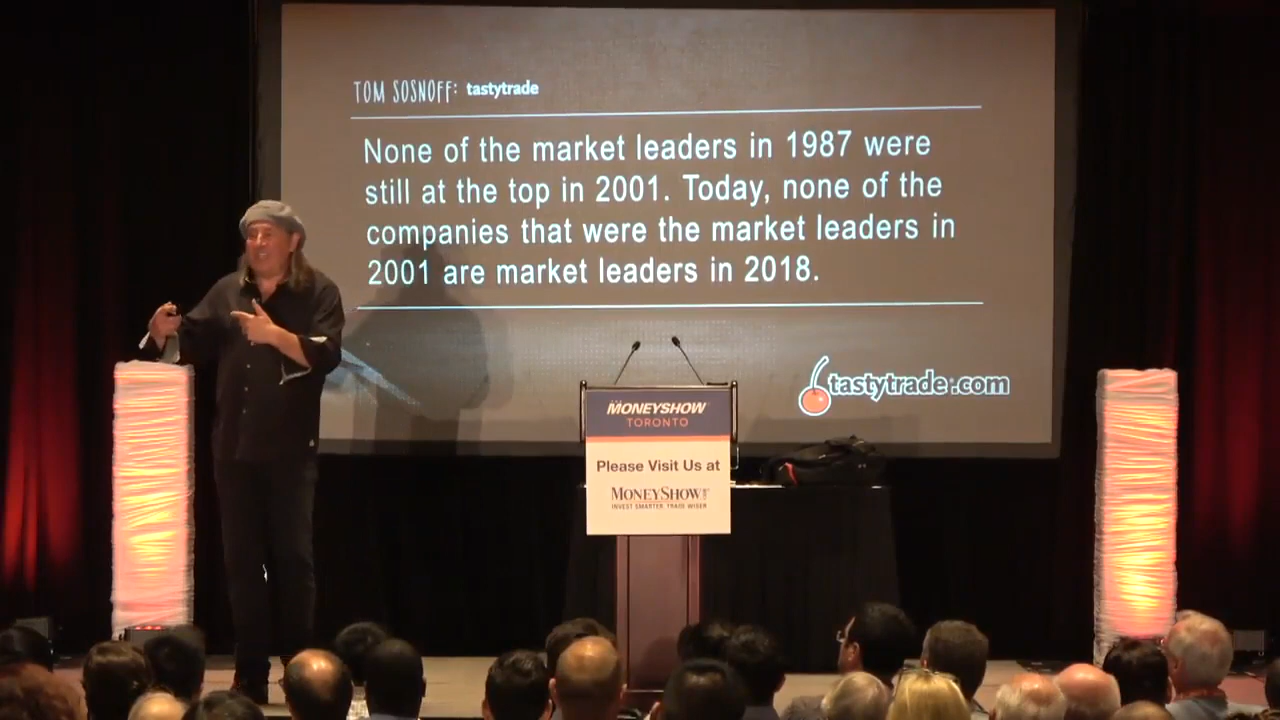 TOM SOSNOFF: tastytrade
None of the market leaders in 1987 were
still at the top in 2001. Today, none of the
companies that were the market leaders in
2001 are market leaders in 2018.
tastytrade.com
MONEYSHOW
TORONTO
Please Visit Us at
MONEYSHOW
INVEST SMARTER. TRADE WISER